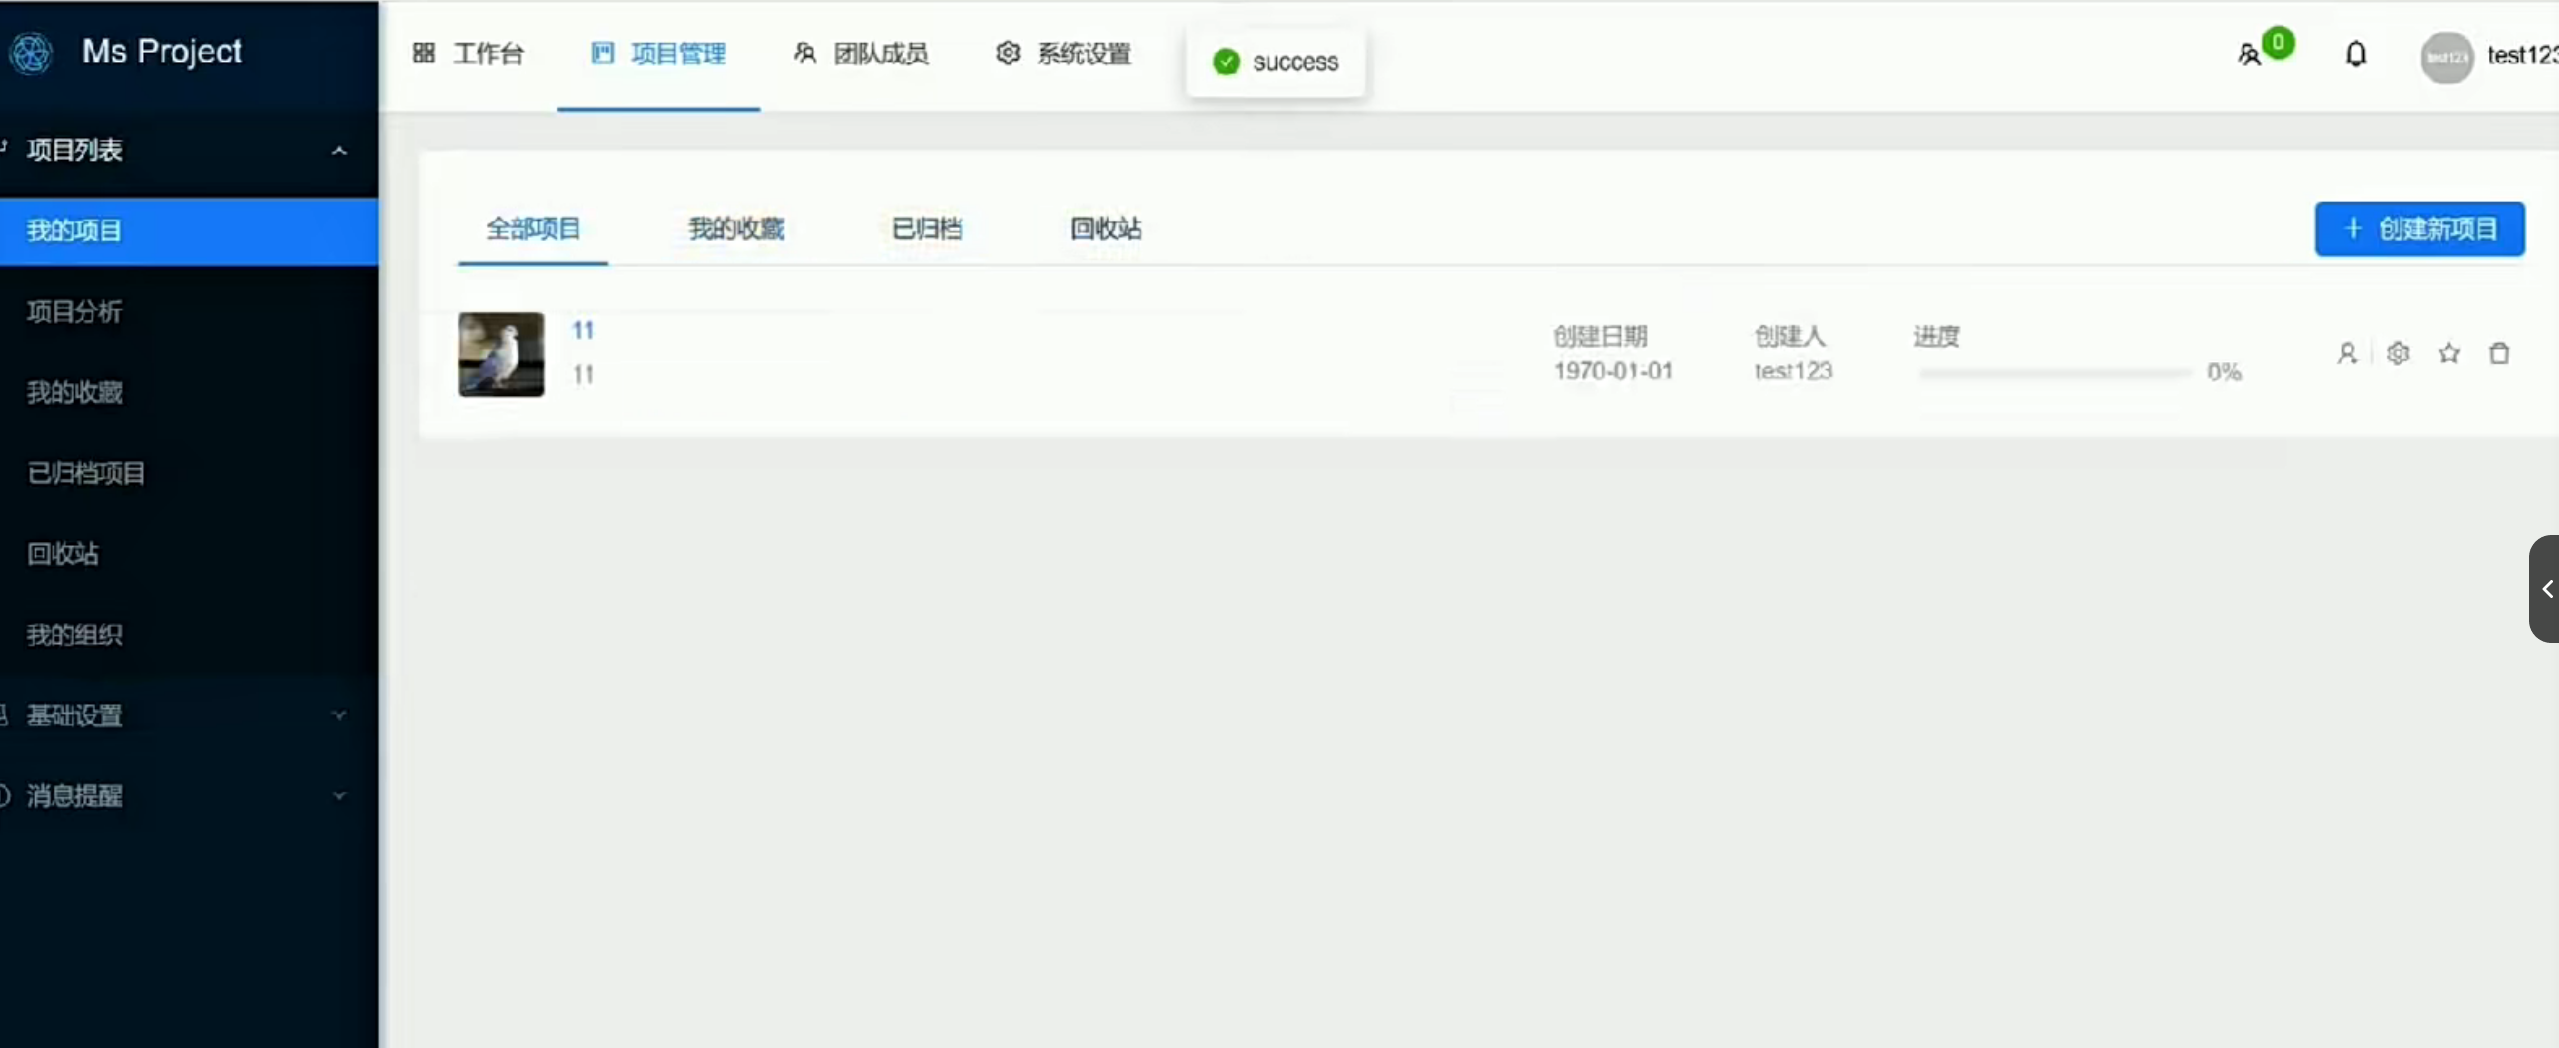 Ms Project
工作台
项目管理
团队成员
系统设置
success
0
test123
项目列表
我的项目
项目分析
我的收藏
已归档项目
回收站
我的组织
基础设置
消息提醒
全部项目
我的收藏
已归档
回收站
+ 创建新项目
11
11
创建日期
1970-01-01
创建人
test123
进度
0%